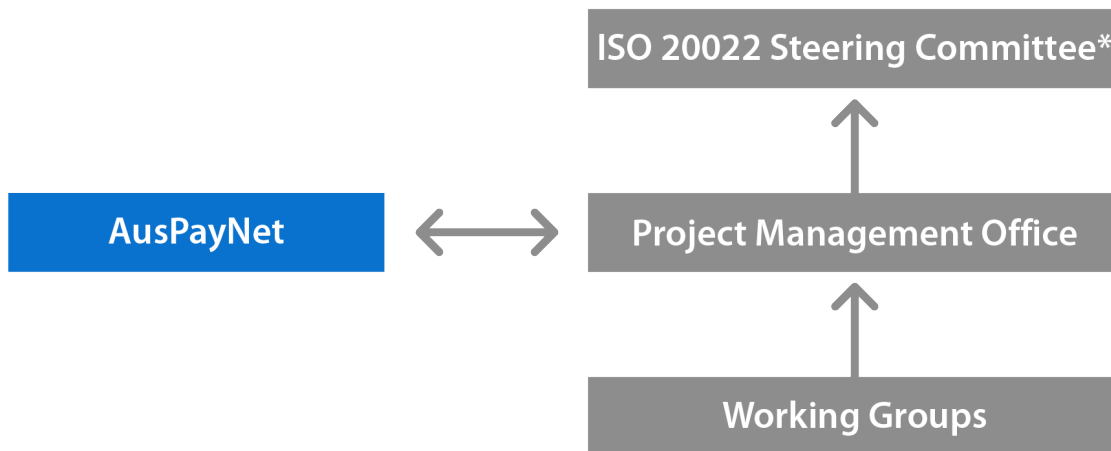 ISO 20022 Steering Committee*
AusPayNet
Project Management Office
Working Groups